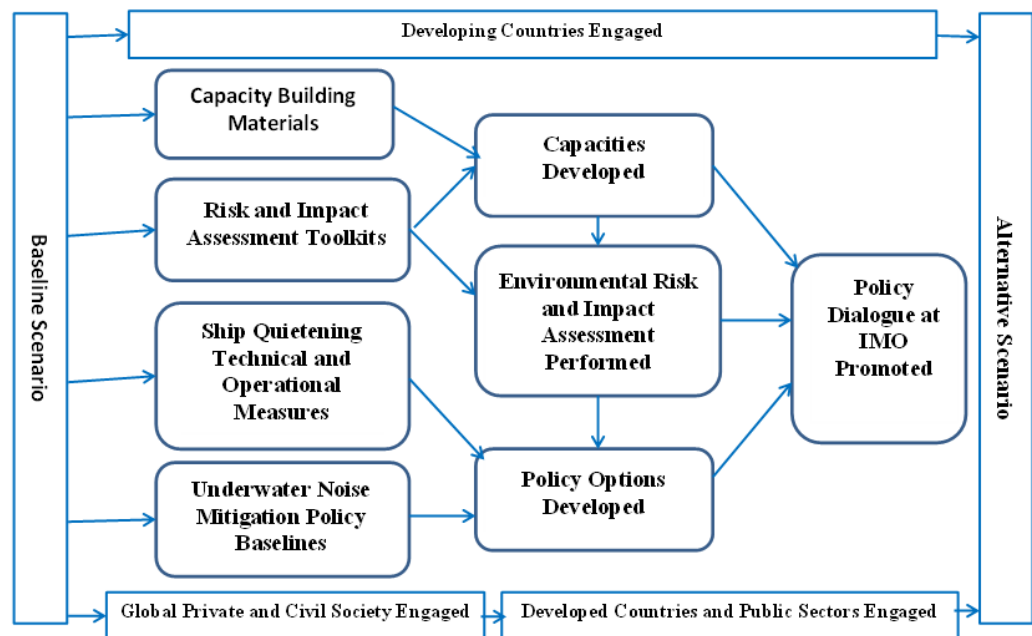 Developing Countries Engaged
Baseline Scenario
Capacity Building
Materials
Risk and Impact
Assessment Toolkits
Ship Quietening
Technical and
Operational
Measures
Underwater Noise
Mitigation Policy
Baselines
Capacities
Developed
Environmental Risk
and Impact
Assessment
Performed
Policy Options
Developed
Policy
Dialogue at
IMO
Promoted
Alternative Scenario
Global Private and Civil Society Engaged
Developed Countries and Public Sectors Engaged